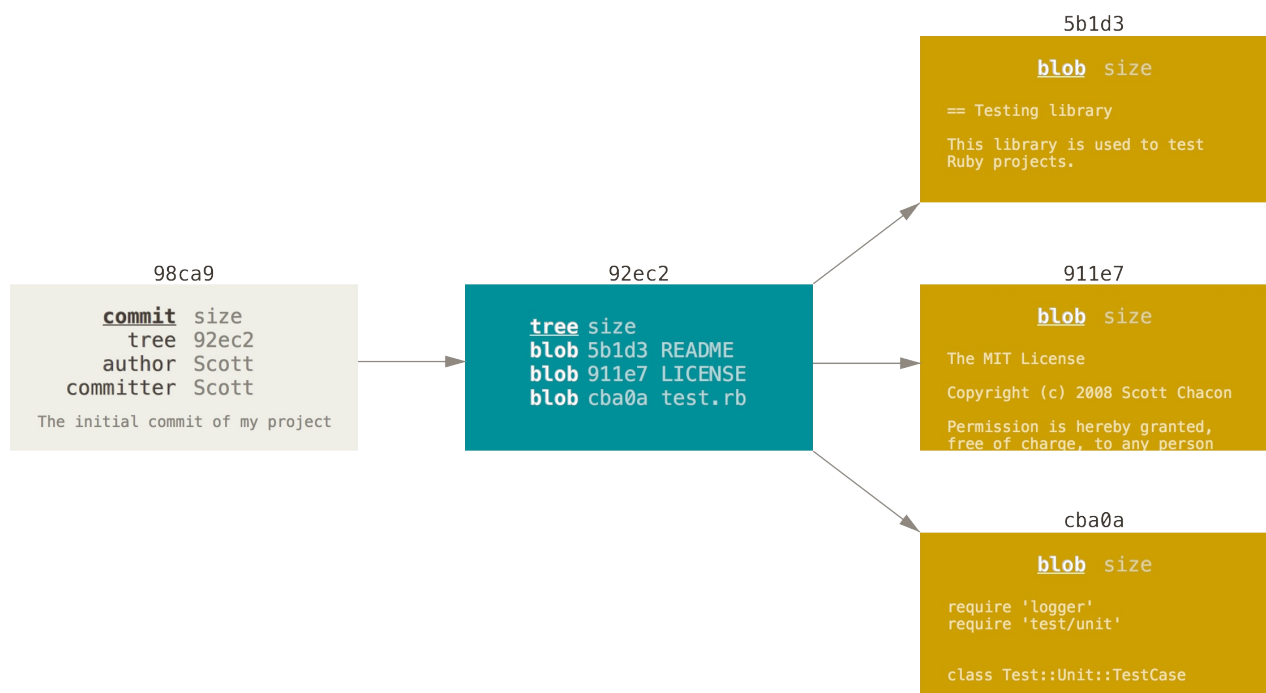 5b1d3
blob size
== Testing library
This library is used to test
Ruby projects.
98ca9
commit size
tree 92ec2
author Scott
committer Scott
The initial commit of my project
92ec2
tree size
blob 5b1d3 README
blob 911e7 LICENSE
blob cba0a test.rb
911e7
blob size
The MIT License
Copyright (c) 2008 Scott Chacon
Permission is hereby granted,
free of charge, to any person
cba0a
blob size
require 'logger'
require 'test/unit'
class Test::Unit::TestCase